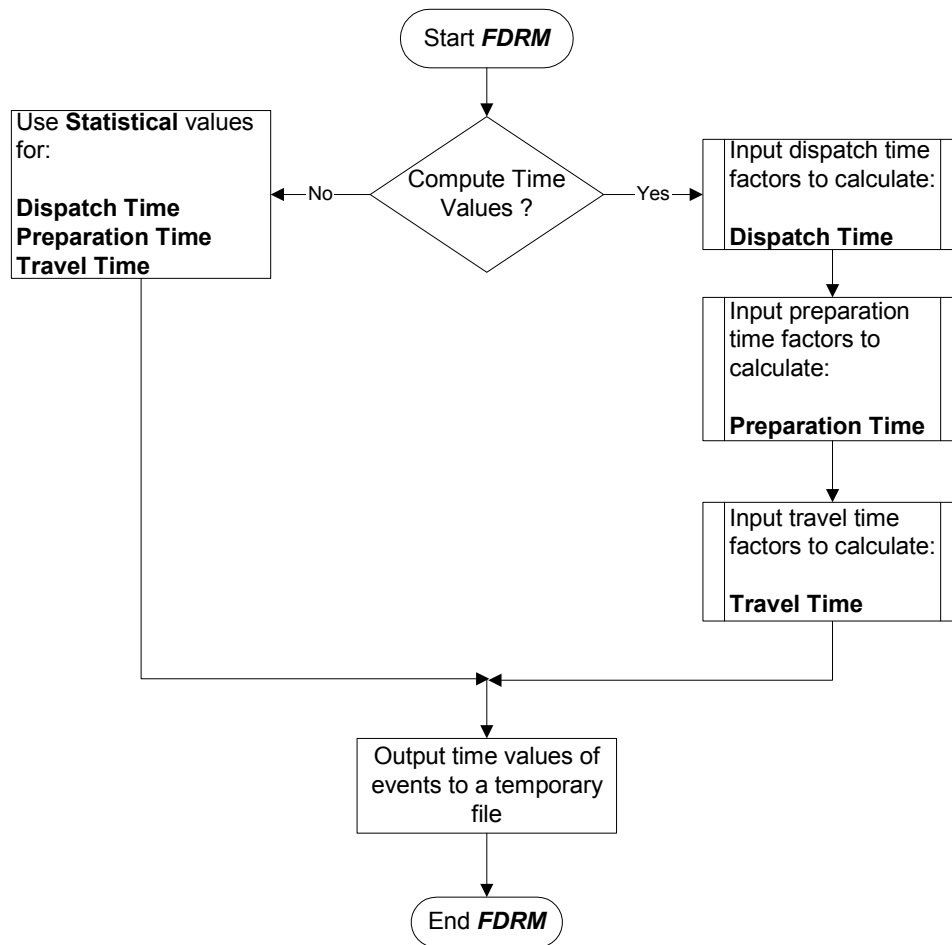 Start FDRM
Compute Time
Values ?
No
Yes
Use Statistical values
for:
Dispatch Time
Preparation Time
Travel Time
Input dispatch time
factors to calculate:
Dispatch Time
Input preparation
time factors to
calculate:
Preparation Time
Input travel time
factors to calculate:
Travel Time
Output time values of
events to a temporary
file
End FDRM